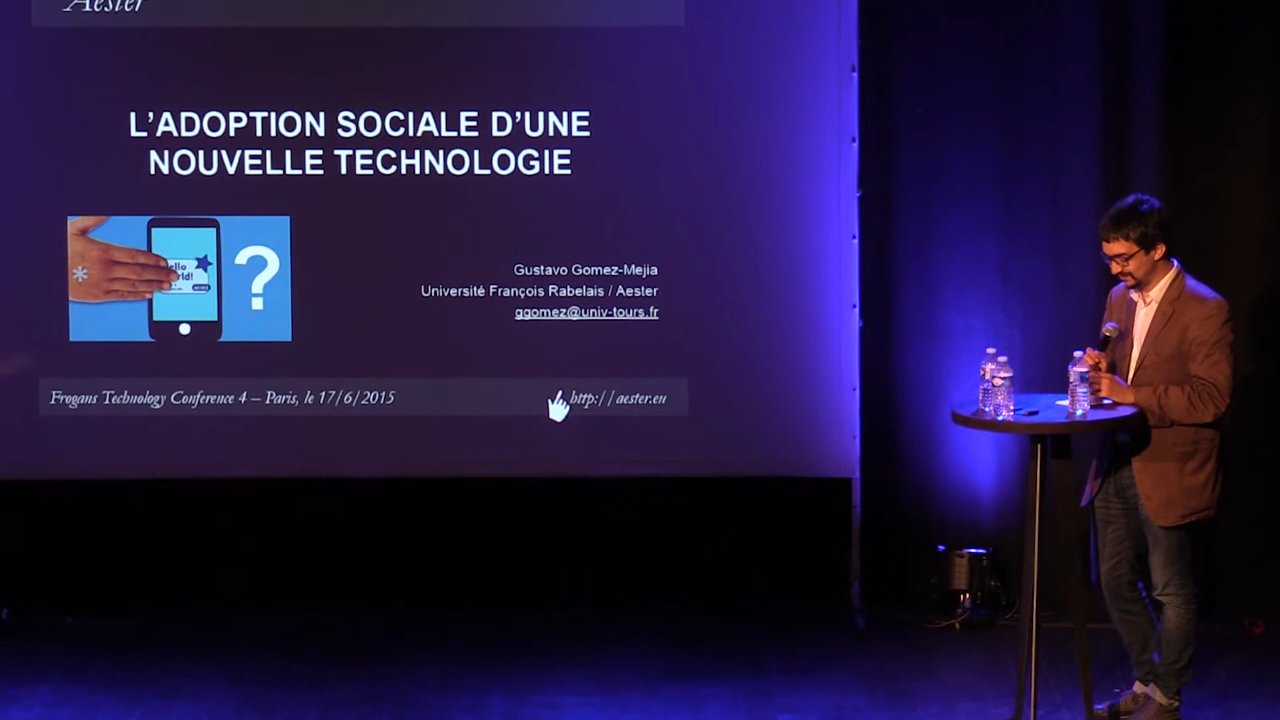 Aester
L'ADOPTION SOCIALE D'UNE
NOUVELLE TECHNOLOGIE
?
Gustavo Gomez-Mejia
Université François Rabelais / Aester
ggomez@univ-tours.fr
Frogans Technology Conference 4 – Paris, le 17/6/2015
http://aester.eu